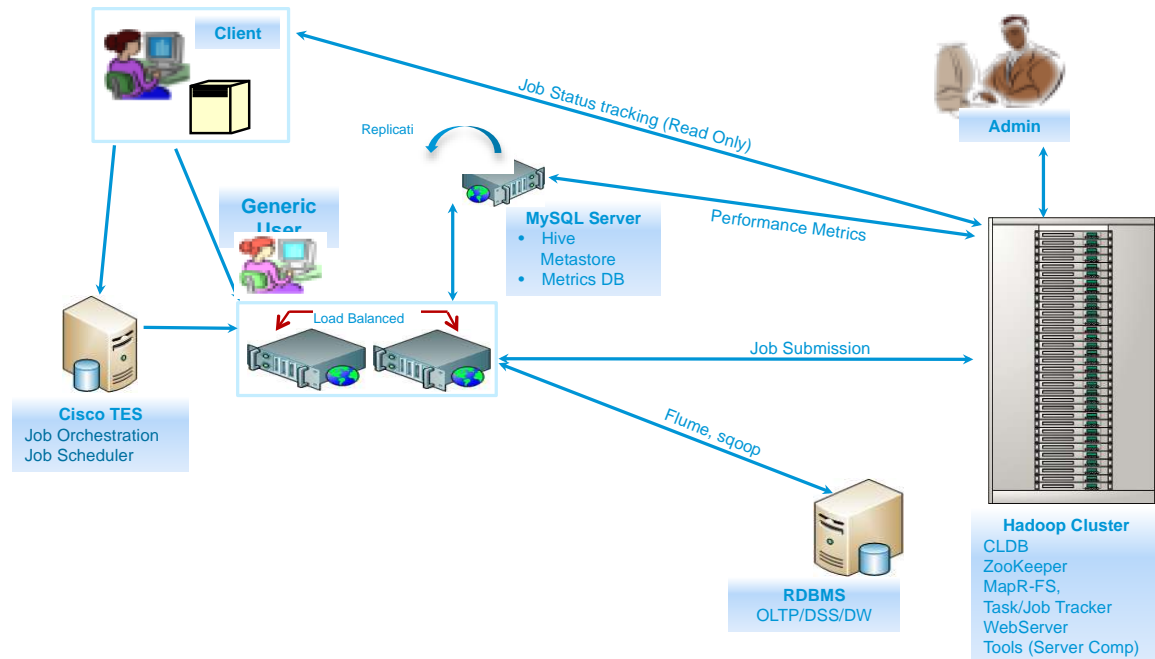 Client
Job Status tracking (Read Only)
Admin
Replicati
Generic
User
MySQL Server
• Hive
Metastore
• Metrics DB
Performance Metrics
Load Balanced
Job Submission
Cisco TES
Job Orchestration
Job Scheduler
Flume, sqoop
RDBMS
OLTP/DSS/DW
Hadoop Cluster
CLDB
ZooKeeper
MapR-FS,
Task/Job Tracker
WebServer
Tools (Server Comp)